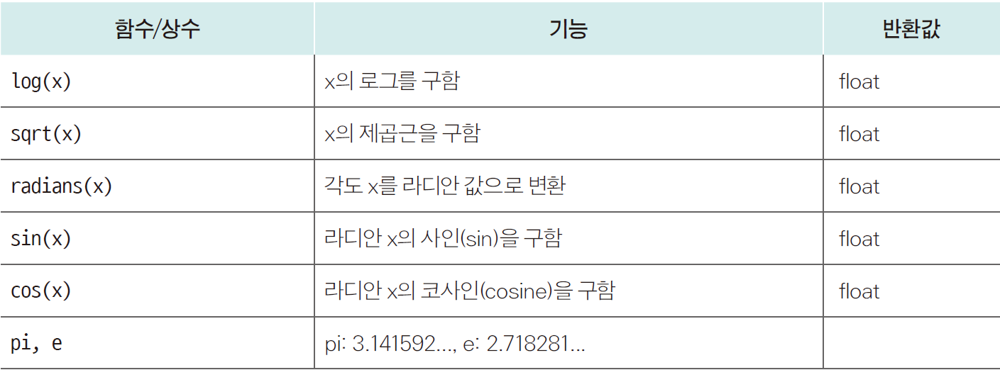 함수/상수 기능 반환값
log(x) x의 로그를 구함 float
sqrt(x) x의 제곱근을 구함 float
radians(x) 각도 x를 라디안 값으로 변환 float
sin(x) 라디안 x의 사인(sin)을 구함 float
cos(x) 라디안 x의 코사인(cosine)을 구함 float
pi, e pi: 3.141592..., e: 2.718281...